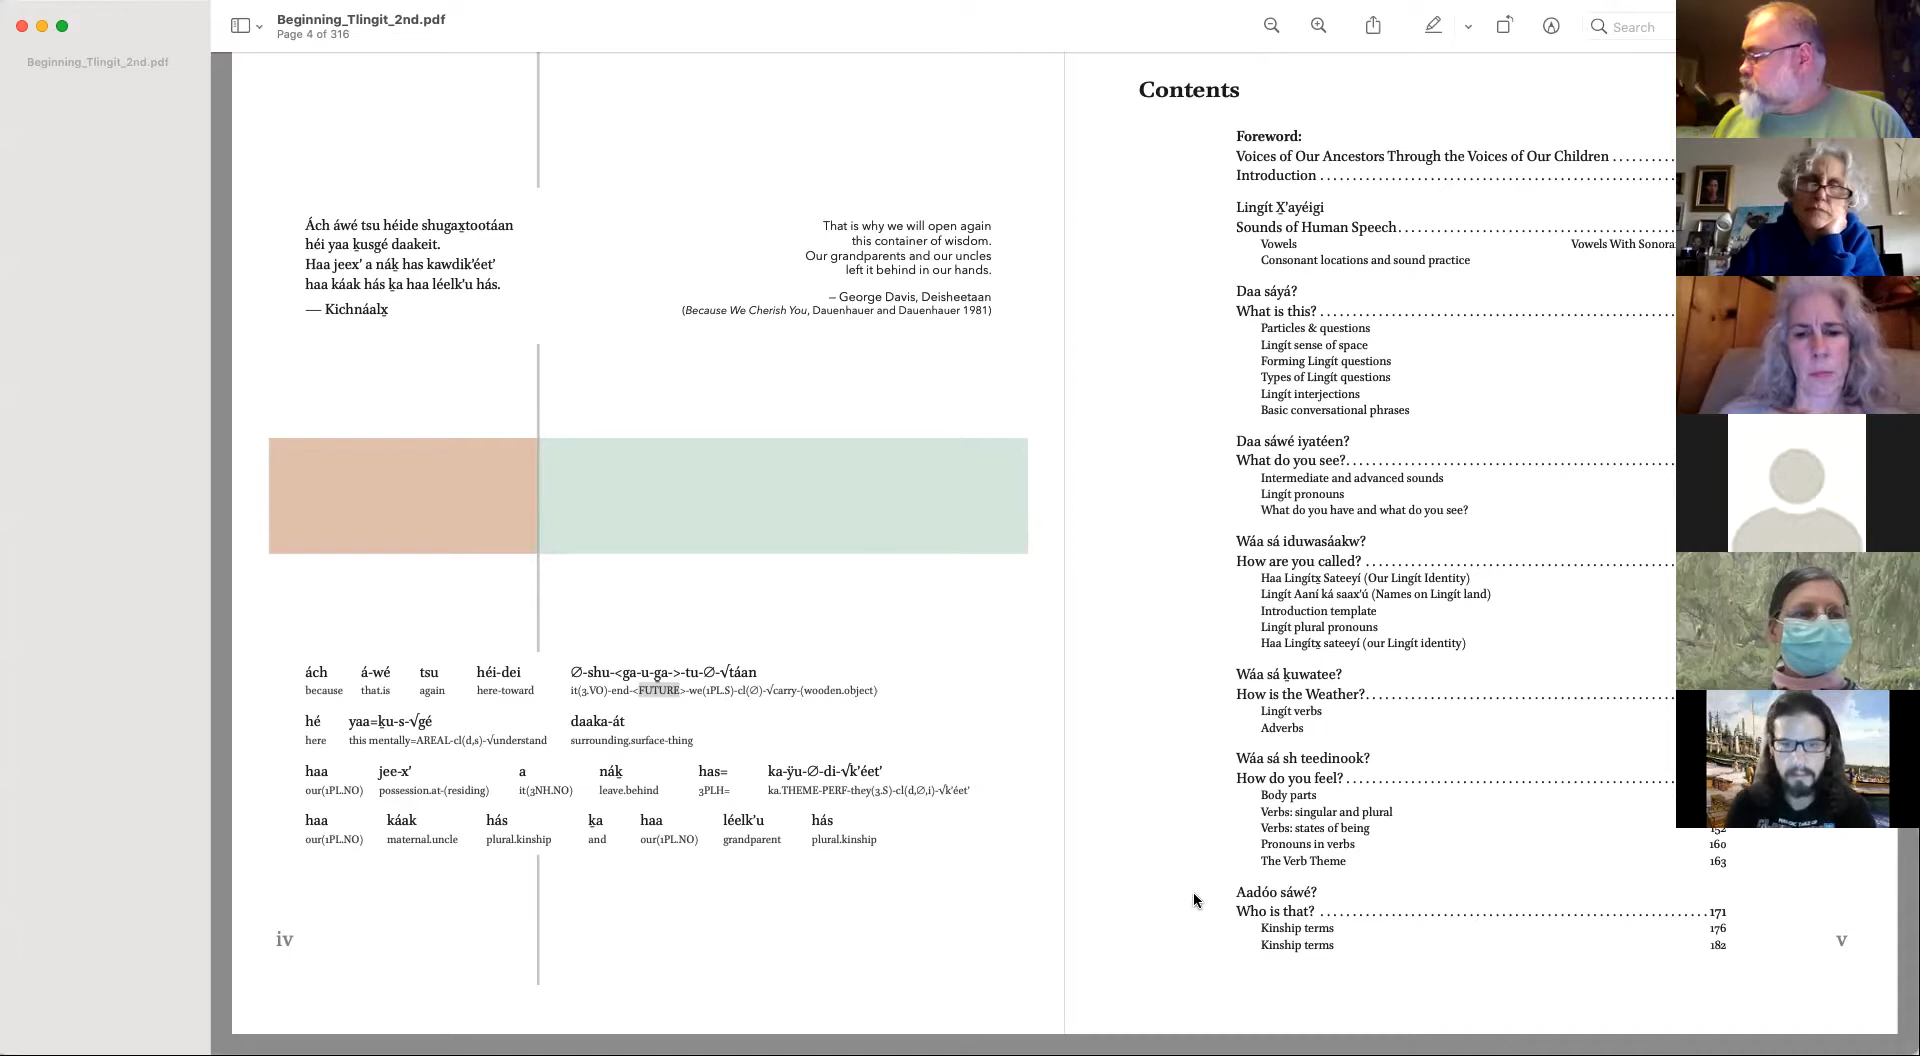 Beginning_Tlingit_2nd.pdf
Page 4 of 316
Search
Beginning_Tlingit_2nd.pdf
Ách áwé tsu héide shugax̱tootáan
héi yaa ḵusgé daakeit.
Haa jeex' a náḵ has kawdik'éet'
haa káak hás ḵa haa léelk'u hás.
— Kichnáalx̱
That is why we will open again
this container of wisdom.
Our grandparents and our uncles
left it behind in our hands.
– George Davis, Deisheetaan
(Because We Cherish You, Dauenhauer and Dauenhauer 1981)
ách á-wé tsu héi-dei ∅-shu-<ga-u-g̱a->-tu-∅-√táan
because that.is again here-toward it(3.VO)-end-<FUTURE>-we(1PL.S)-cl(∅)-√carry-(wooden.object)
hé yaa=ḵu-s-√gé daaka-át
here this mentally=AREAL-cl(d,s)-√understand surrounding.surface-thing
haa jee-x' a náḵ has= ka-ÿu-∅-di-√k'éet'
our(1PL.NO) possession.at-(residing) it(3NH.NO) leave.behind 3PLH= ka.THEME-PERF-they(3.S)-cl(d,∅,i)-√k'éet'
haa káak hás ḵa haa léelk'u hás
our(1PL.NO) maternal.uncle plural.kinship and our(1PL.NO) grandparent plural.kinship
iv
Contents
Foreword:
Voices of Our Ancestors Through the Voices of Our Children
Introduction
Lingít X̱'ayéigi
Sounds of Human Speech
Vowels Vowels With
Consonant locations and sound practice
Daa sáyá?
What is this?
Particles & questions
Lingít sense of space
Forming Lingít questions
Types of Lingít questions
Lingít interjections
Basic conversational phrases
Daa sáwé iyatéen?
What do you see?
Intermediate and advanced sounds
Lingít pronouns
What do you have and what do you see?
Wáa sá iduwasáakw?
How are you called?
Haa Lingítx̱ Sateeyí (Our Lingít Identity)
Lingít Aaní ká saax'ú (Names on Lingít land)
Introduction template
Lingít plural pronouns
Haa Lingítx̱ sateeyí (our Lingít identity)
Wáa sá ḵuwatee?
How is the Weather?
Lingít verbs
Adverbs
Wáa sá sh teedinook?
How do you feel?
Body parts
Verbs: singular and plural
Verbs: states of being 152
Pronouns in verbs 160
The Verb Theme 163
Aadóo sáwé?
Who is that? 171
Kinship terms 176
Kinship terms 182
v